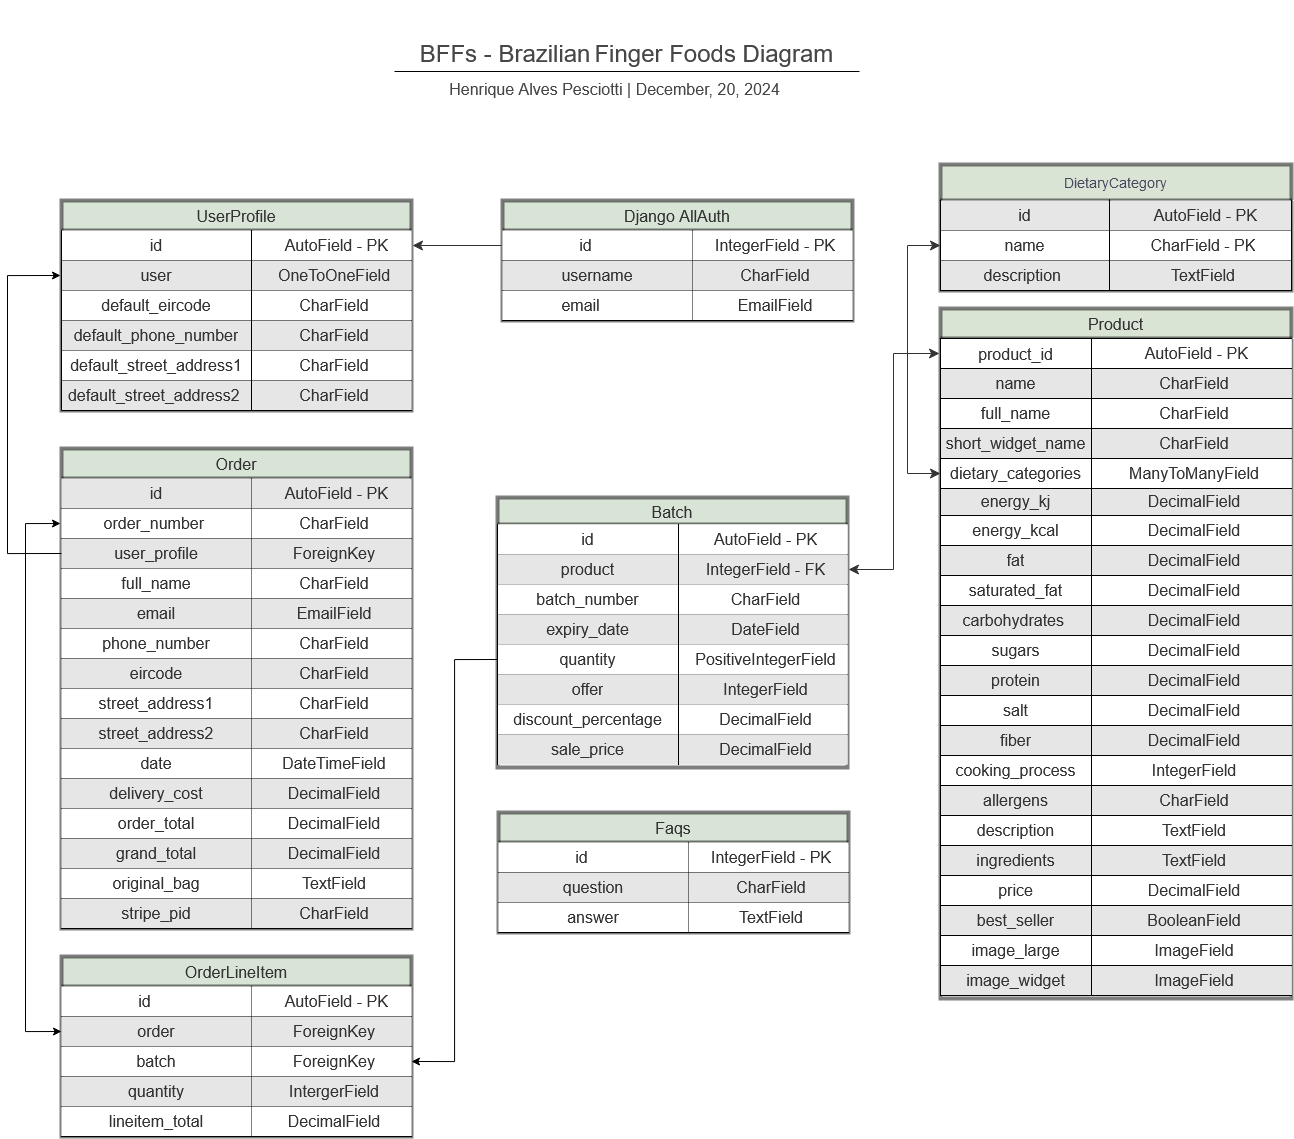 BFFs - Brazilian Finger Foods Diagram
Henrique Alves Pesciotti | December, 20, 2024
UserProfile
id AutoField - PK
user OneToOneField
default_eircode CharField
default_phone_number CharField
default_street_address1 CharField
default_street_address2 CharField
Django AllAuth
id IntegerField - PK
username CharField
email EmailField
DietaryCategory
id AutoField - PK
name CharField - PK
description TextField
Product
product_id AutoField - PK
name CharField
full_name CharField
short_widget_name CharField
dietary_categories ManyToManyField
energy_kj DecimalField
energy_kcal DecimalField
fat DecimalField
saturated_fat DecimalField
carbohydrates DecimalField
sugars DecimalField
protein DecimalField
salt DecimalField
fiber DecimalField
cooking_process IntegerField
allergens CharField
description TextField
ingredients TextField
price DecimalField
best_seller BooleanField
image_large ImageField
image_widget ImageField
Order
id AutoField - PK
order_number CharField
user_profile ForeignKey
full_name CharField
email EmailField
phone_number CharField
eircode CharField
street_address1 CharField
street_address2 CharField
date DateTimeField
delivery_cost DecimalField
order_total DecimalField
grand_total DecimalField
original_bag TextField
stripe_pid CharField
Batch
id AutoField - PK
product IntegerField - FK
batch_number CharField
expiry_date DateField
quantity PositiveIntegerField
offer IntegerField
discount_percentage DecimalField
sale_price DecimalField
Faqs
id IntegerField - PK
question CharField
answer TextField
OrderLineItem
id AutoField - PK
order ForeignKey
batch ForeignKey
quantity IntergerField
lineitem_total DecimalField